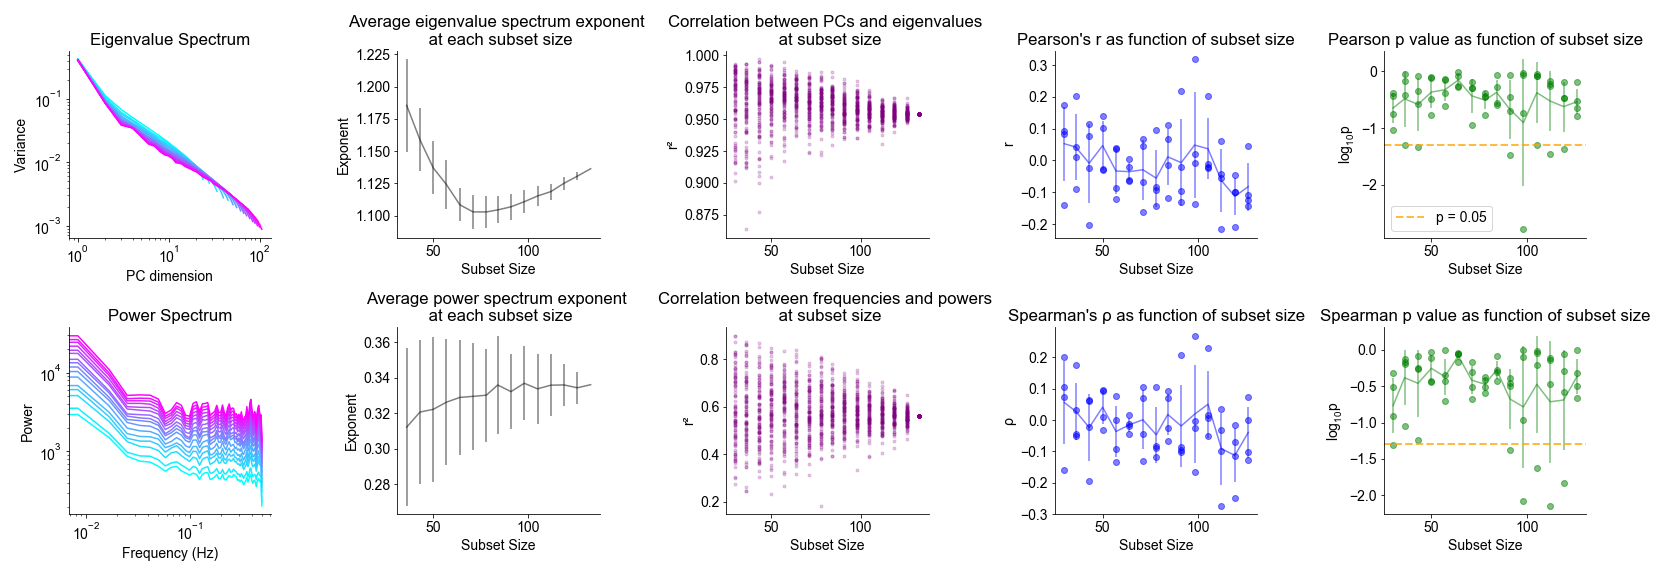 Eigenvalue Spectrum
Variance
10⁻¹
10⁻²
10⁻³
10⁰
10¹
10²
PC dimension
Average eigenvalue spectrum exponent
at each subset size
Exponent
1.225
1.200
1.175
1.150
1.125
1.100
50
100
Subset Size
Correlation between PCs and eigenvalues
at subset size
r²
1.000
0.975
0.950
0.925
0.900
0.875
50
100
Subset Size
Pearson's r as function of subset size
r
0.3
0.2
0.1
0.0
−0.1
−0.2
50
100
Subset Size
Pearson p value as function of subset size
log₁₀p
0
−1
−2
p = 0.05
50
100
Subset Size
Power Spectrum
Power
10⁴
10³
10⁻²
10⁻¹
Frequency (Hz)
Average power spectrum exponent
at each subset size
Exponent
0.36
0.34
0.32
0.30
0.28
50
100
Subset Size
Correlation between frequencies and powers
at subset size
r²
0.8
0.6
0.4
0.2
50
100
Subset Size
Spearman's ρ as function of subset size
ρ
0.2
0.1
0.0
−0.1
−0.2
−0.3
50
100
Subset Size
Spearman p value as function of subset size
log₁₀p
0.0
−0.5
−1.0
−1.5
−2.0
50
100
Subset Size